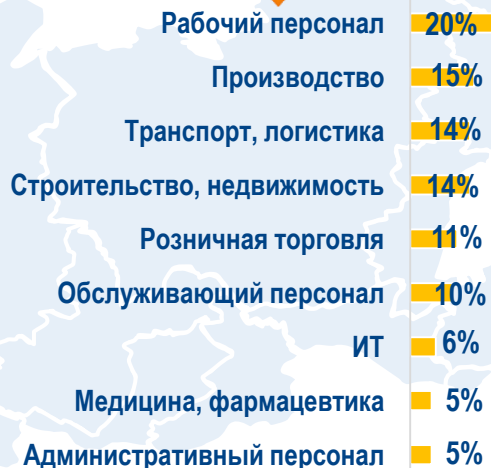 Рабочий персонал 20%
Производство 15%
Транспорт, логистика 14%
Строительство, недвижимость 14%
Розничная торговля 11%
Обслуживающий персонал 10%
ИТ 6%
Медицина, фармацевтика 5%
Административный персонал 5%